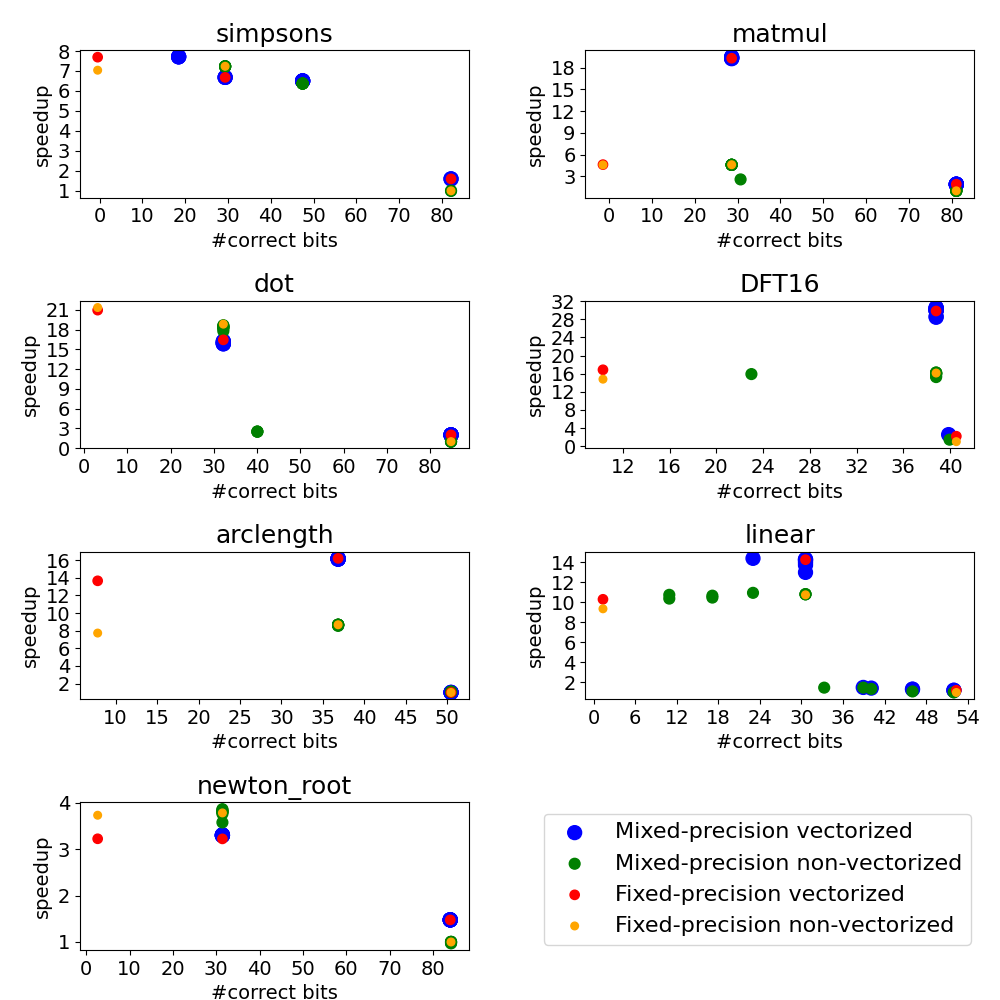 simpsons
8
7
6
5
4
3
2
1
speedup
0 10 20 30 40 50 60 70 80
#correct bits
matmul
18
15
12
9
6
3
speedup
0 10 20 30 40 50 60 70 80
#correct bits
dot
21
18
15
12
9
6
3
0
speedup
0 10 20 30 40 50 60 70 80
#correct bits
DFT16
32
28
24
20
16
12
8
4
0
speedup
12 16 20 24 28 32 36 40
#correct bits
arclength
16
14
12
10
8
6
4
2
speedup
10 15 20 25 30 35 40 45 50
#correct bits
linear
14
12
10
8
6
4
2
speedup
0 6 12 18 24 30 36 42 48 54
#correct bits
newton_root
4
3
2
1
speedup
0 10 20 30 40 50 60 70 80
#correct bits
Mixed-precision vectorized
Mixed-precision non-vectorized
Fixed-precision vectorized
Fixed-precision non-vectorized